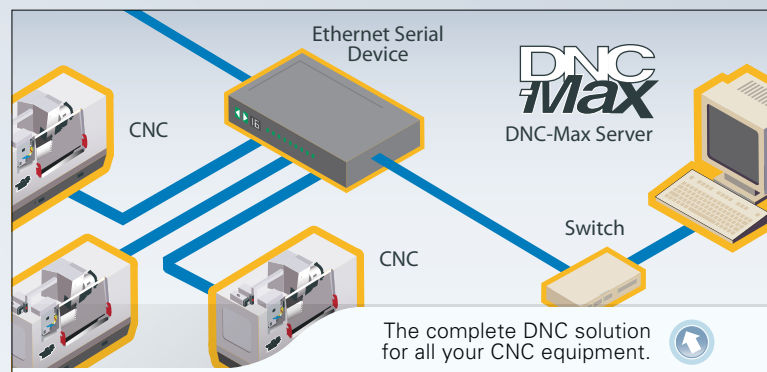 Ethernet Serial
Device
DNC
-Max
DNC-Max Server
CNC
16
Switch
CNC
The complete DNC solution
for all your CNC equipment.